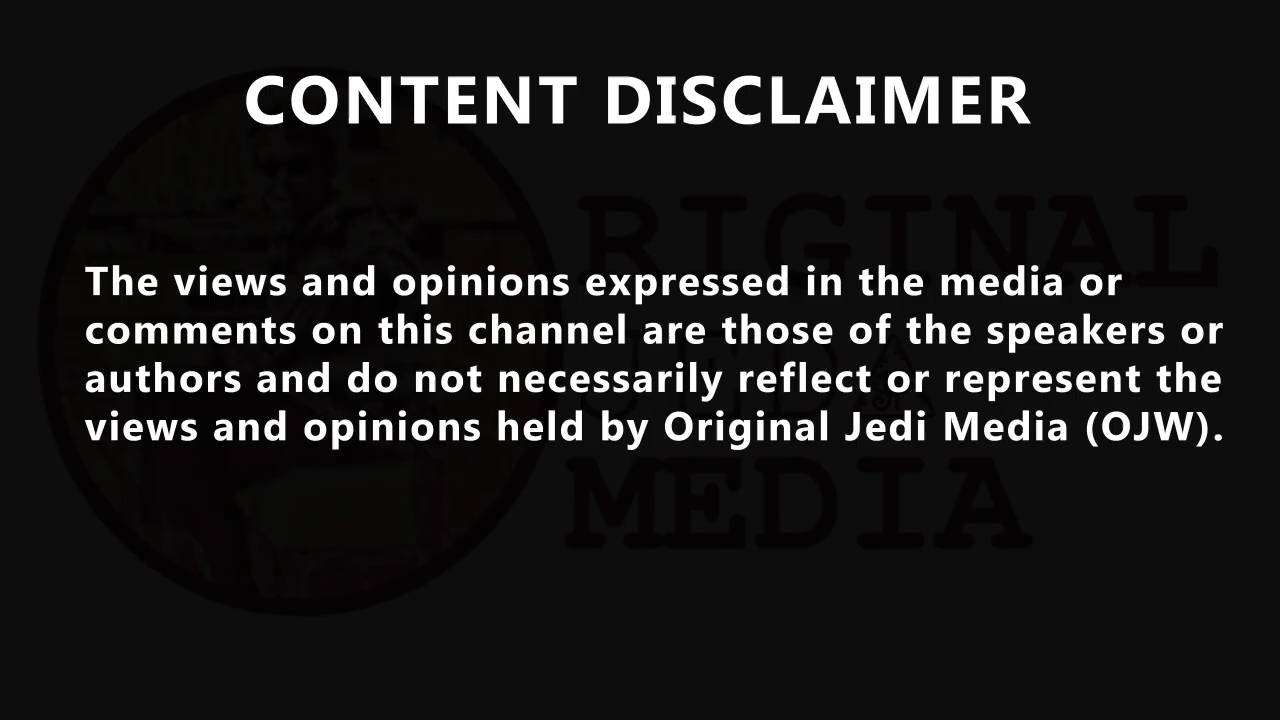 CONTENT DISCLAIMER
The views and opinions expressed in the media or
comments on this channel are those of the speakers or
authors and do not necessarily reflect or represent the
views and opinions held by Original Jedi Media (OJW).
RIGINAL
MEDIA